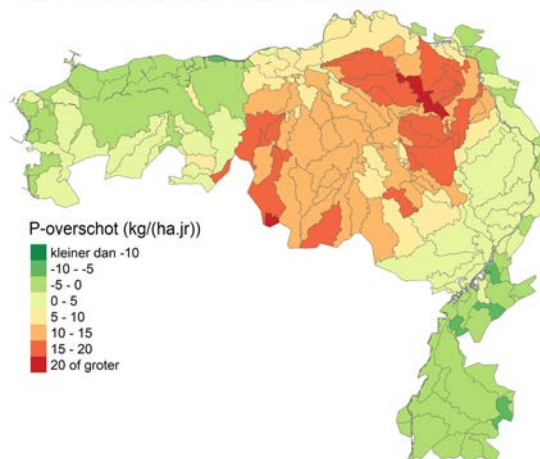 P-overschot (kg/(ha.jr))
kleiner dan -10
-10 - -5
-5 - 0
0 - 5
5 - 10
10 - 15
15 - 20
20 of groter